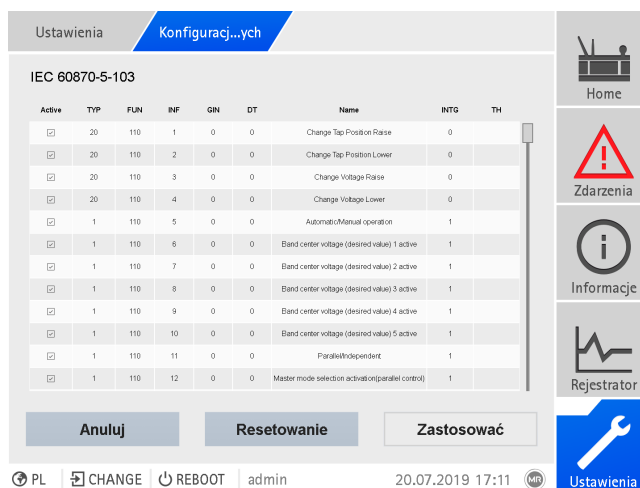 Ustawienia Konfiguracj...ych
IEC 60870-5-103
Active TYP FUN INF GIN DT Name INTG TH
20 110 1 0 0 Change Tap Position Raise 0
20 110 2 0 0 Change Tap Position Lower 0
20 110 3 0 0 Change Voltage Raise 0
20 110 4 0 0 Change Voltage Lower 0
1 110 5 0 0 Automatic/Manual operation 1
1 110 6 0 0 Band center voltage (desired value) 1 active 1
1 110 7 0 0 Band center voltage (desired value) 2 active 1
1 110 8 0 0 Band center voltage (desired value) 3 active 1
1 110 9 0 0 Band center voltage (desired value) 4 active 1
1 110 10 0 0 Band center voltage (desired value) 5 active 1
1 110 11 0 0 Parallel/Independent 1
1 110 12 0 0 Master mode selection activation(parallel control) 1
Anuluj Resetowanie Zastosować
PL CHANGE REBOOT admin 20.07.2019 17:11 MR
Home
Zdarzenia
Informacje
Rejestrator
Ustawienia